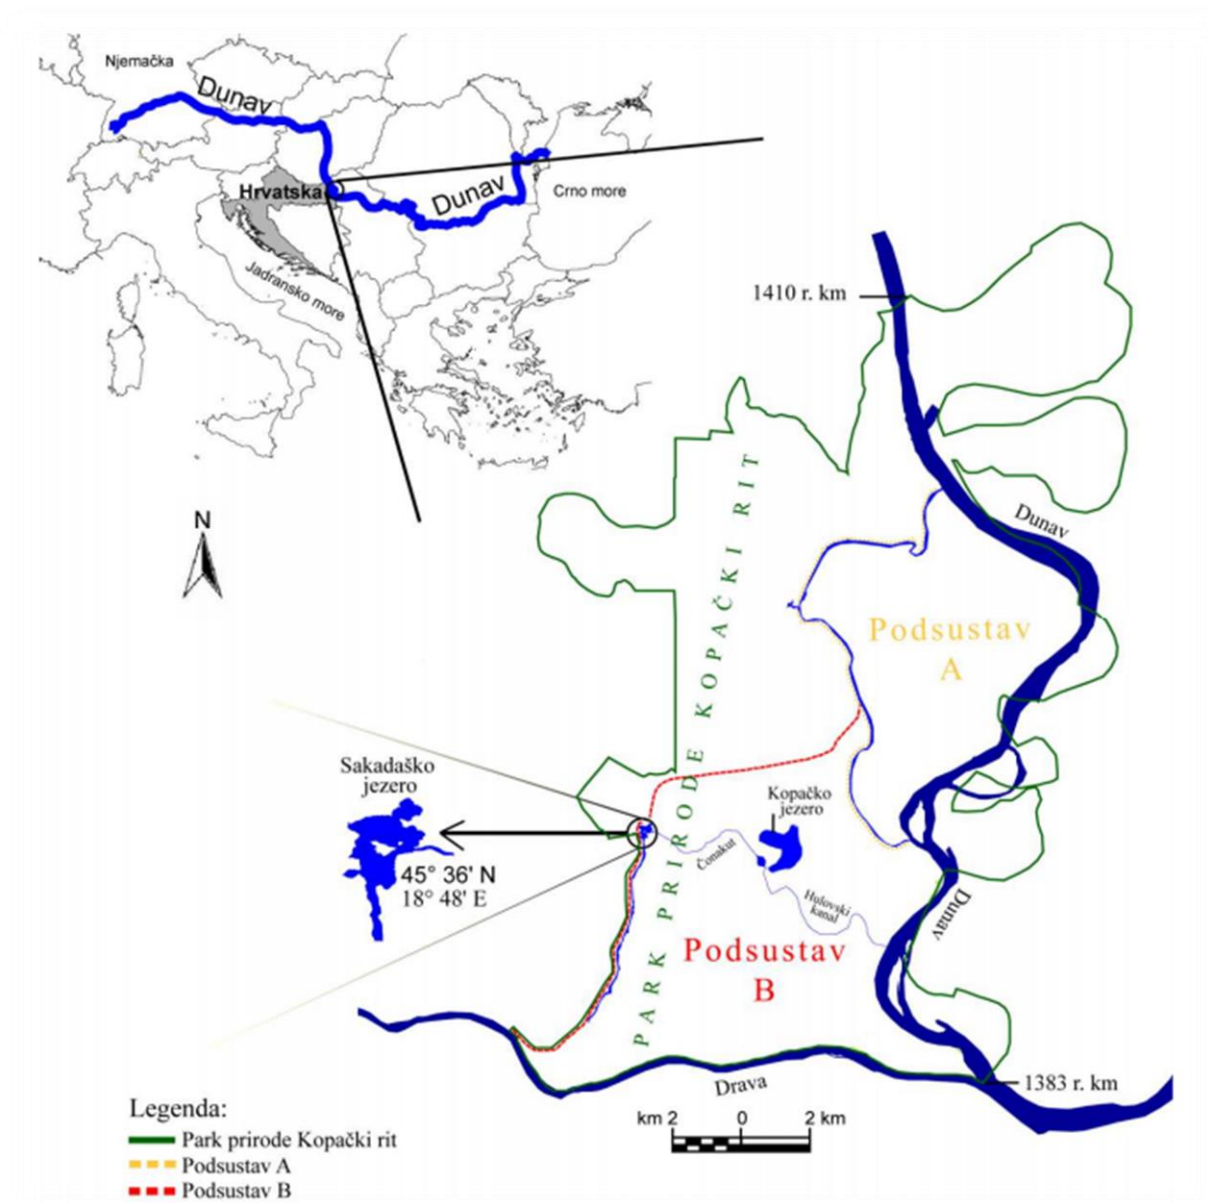 Njemačka
Dunav
Hrvatska
Dunav
Crno more
Jadransko more
1410 r. km
N
Dunav
PARK PRIRODE KOPAČKI RIT
Podsustav
A
Sakadaško
jezero
45° 36' N
18° 48' E
Kopačko
jezero
Čonakut
Hulovski
kanal
Dunav
Podsustav
B
1383 r. km
Drava
km 2 0 2 km
Legenda:
Park prirode Kopački rit
Podsustav A
Podsustav B